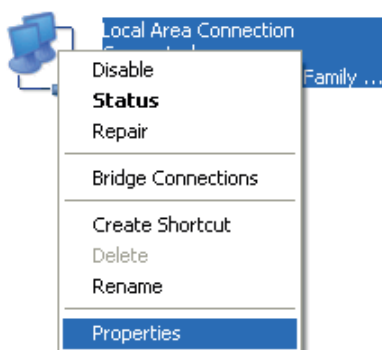 Local Area Connection
Family ...
Disable
Status
Repair
Bridge Connections
Create Shortcut
Delete
Rename
Properties